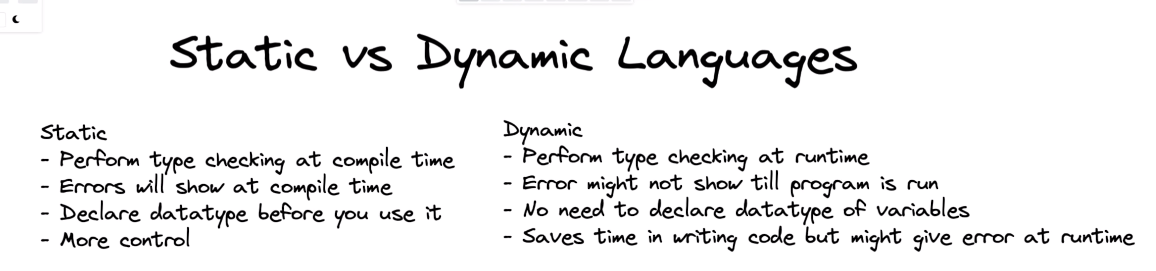 Static vs Dynamic Languages
Static
- Perform type checking at compile time
- Errors will show at compile time
- Declare datatype before you use it
- More control
Dynamic
- Perform type checking at runtime
- Error might not show till program is run
- No need to declare datatype of variables
- Saves time in writing code but might give error at runtime